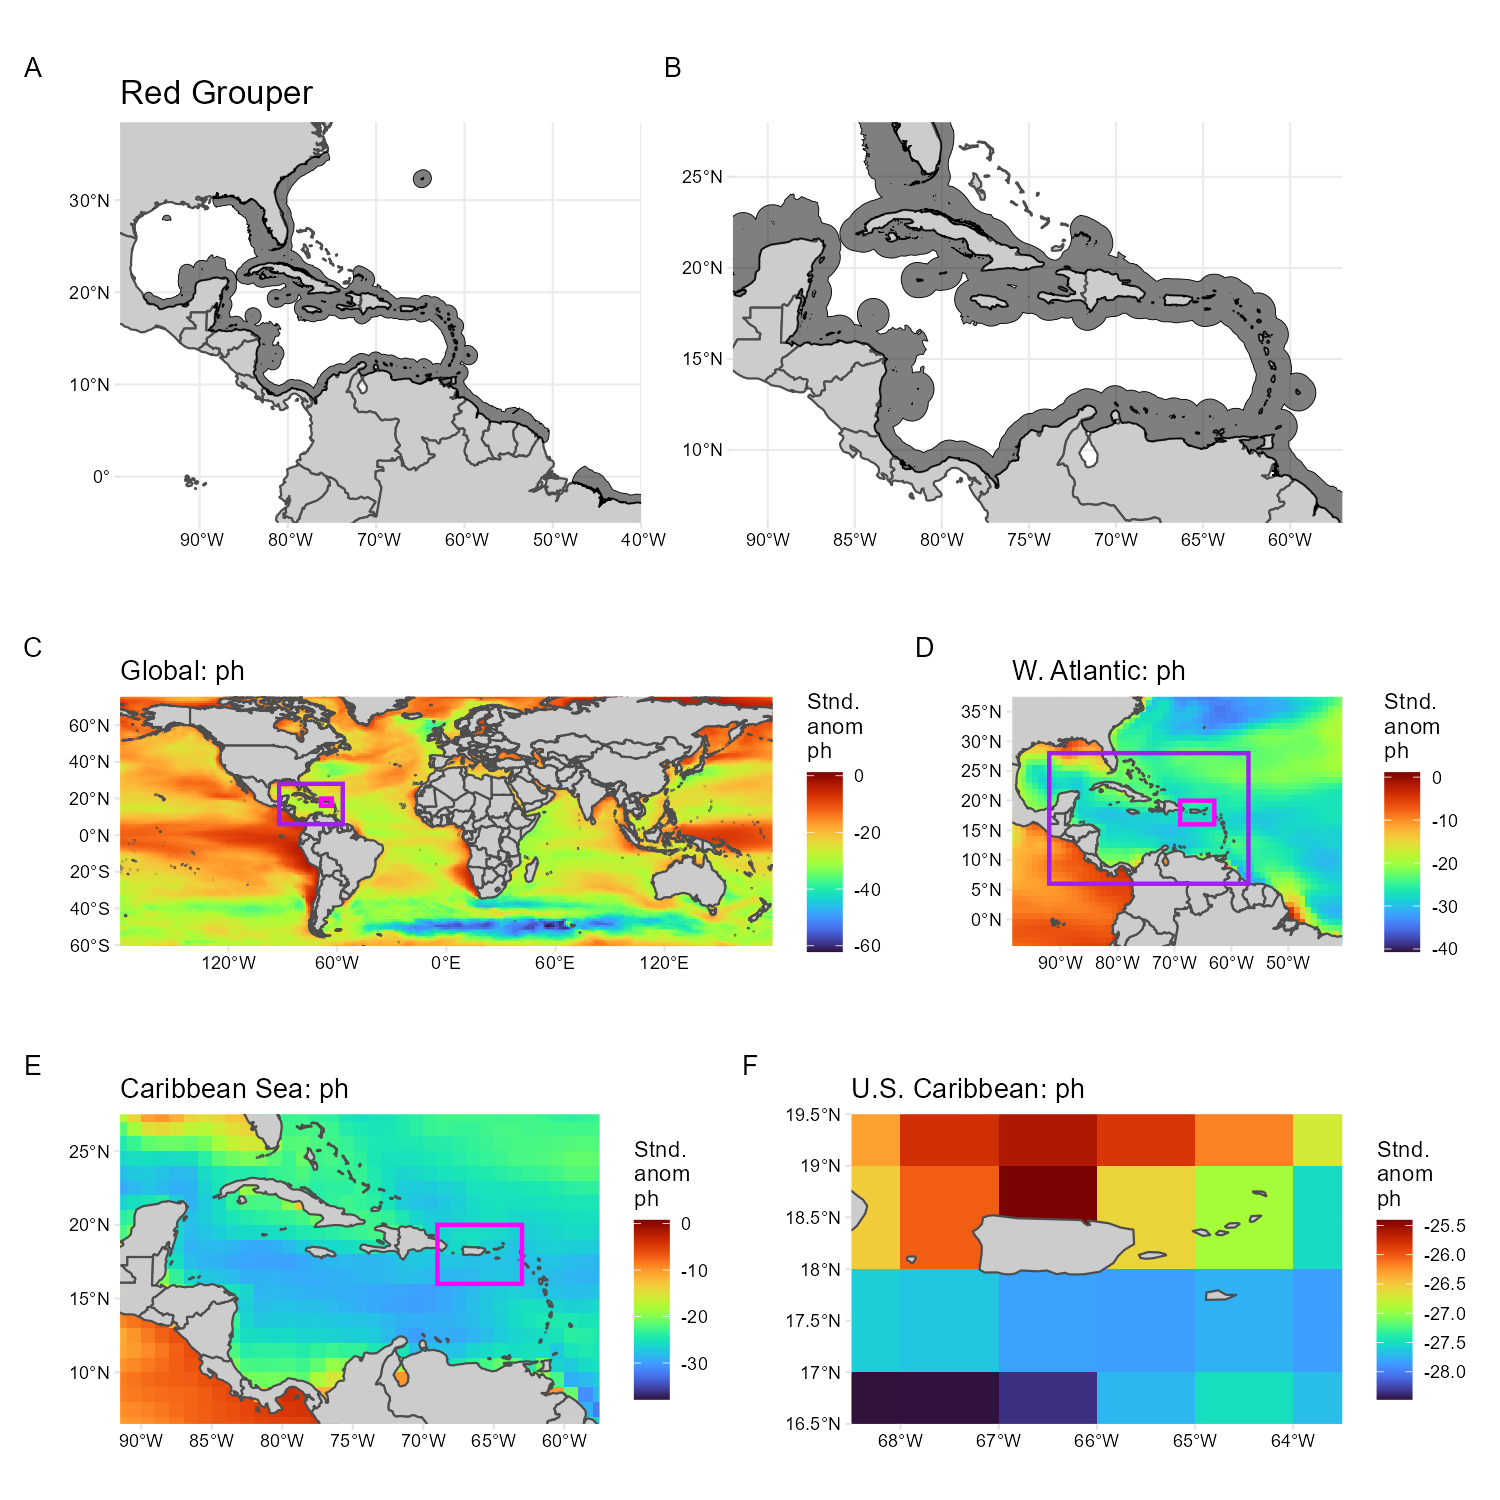 A
B
Red Grouper
30°N
20°N
10°N
0°
90°W 80°W 70°W 60°W 50°W 40°W
25°N
20°N
15°N
10°N
90°W 85°W 80°W 75°W 70°W 65°W 60°W
C
D
Global: ph
60°N
40°N
20°N
0°N
20°S
40°S
60°S
120°W 60°W 0°E 60°E 120°E
Stnd.
anom
ph
0
-20
-40
-60
W. Atlantic: ph
35°N
30°N
25°N
20°N
15°N
10°N
5°N
0°N
90°W 80°W 70°W 60°W 50°W
Stnd.
anom
ph
0
-10
-20
-30
-40
E
F
Caribbean Sea: ph
25°N
20°N
15°N
10°N
90°W 85°W 80°W 75°W 70°W 65°W 60°W
Stnd.
anom
ph
0
-10
-20
-30
U.S. Caribbean: ph
19.5°N
19°N
18.5°N
18°N
17.5°N
17°N
16.5°N
68°W 67°W 66°W 65°W 64°W
Stnd.
anom
ph
-25.5
-26.0
-26.5
-27.0
-27.5
-28.0